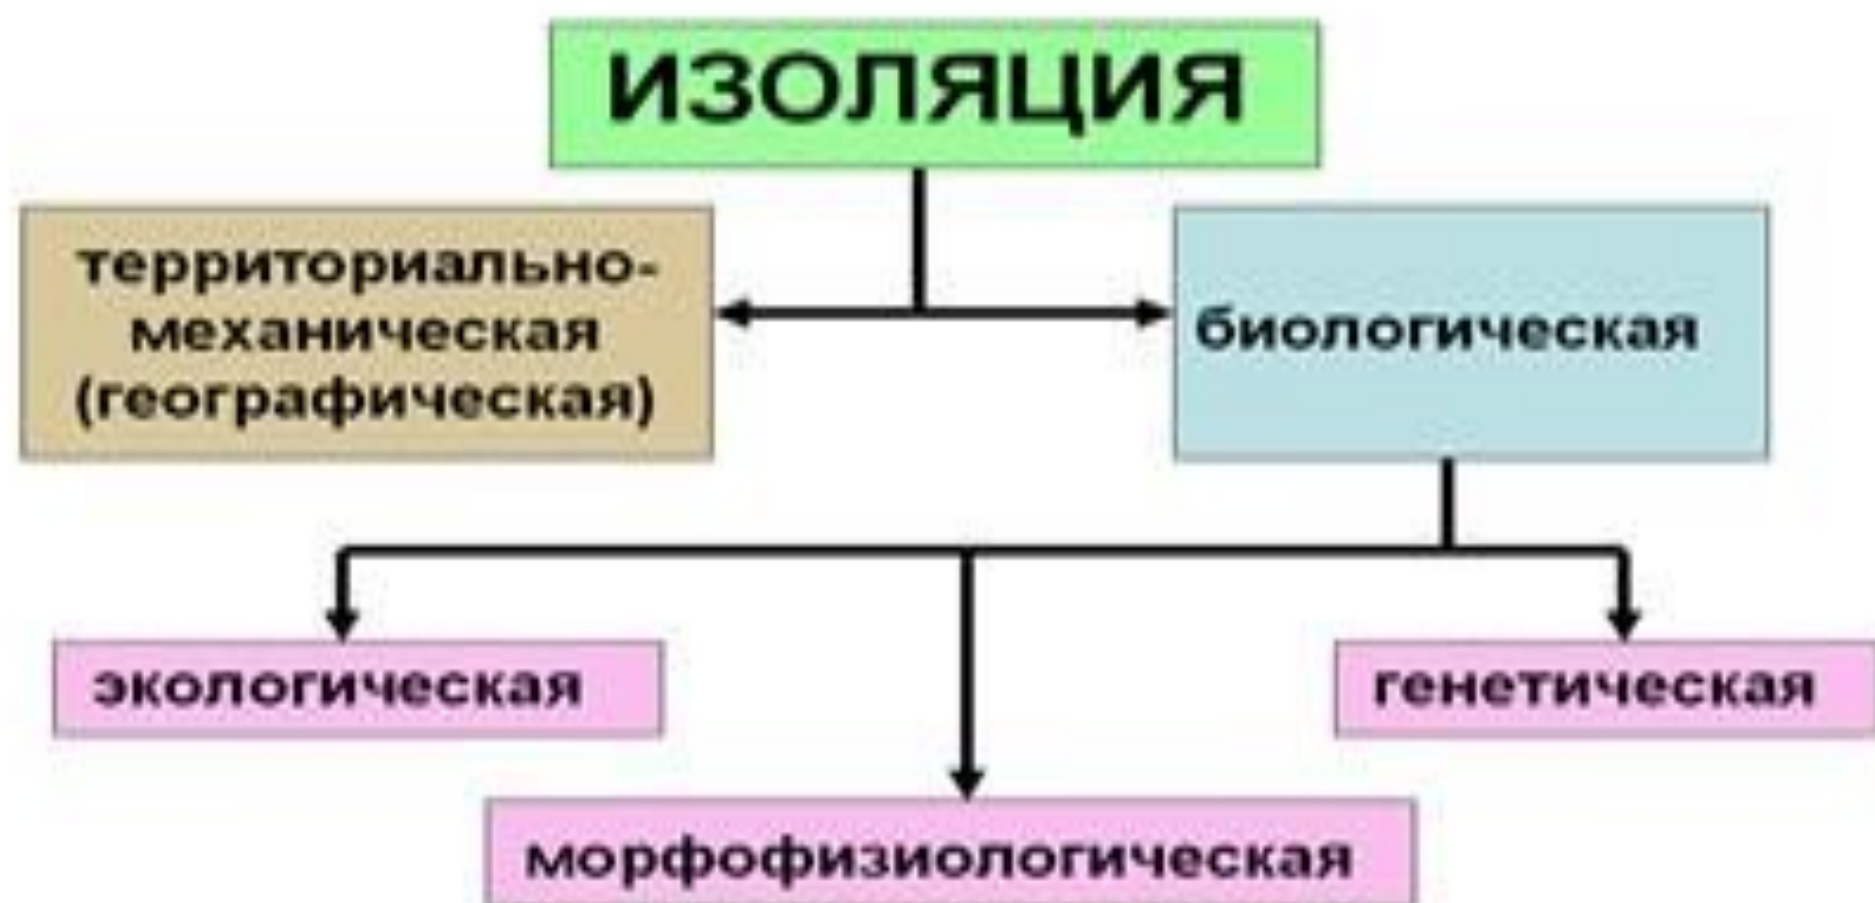 ИЗОЛЯЦИЯ
территориально-
механическая
(географическая)
биологическая
экологическая
генетическая
морфофизиологическая